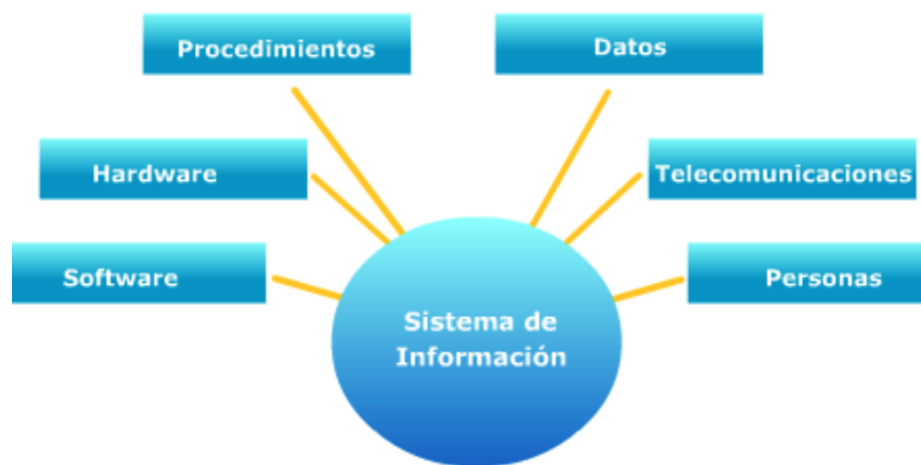 Procedimientos
Datos
Hardware
Telecomunicaciones
Software
Personas
Sistema de
Información